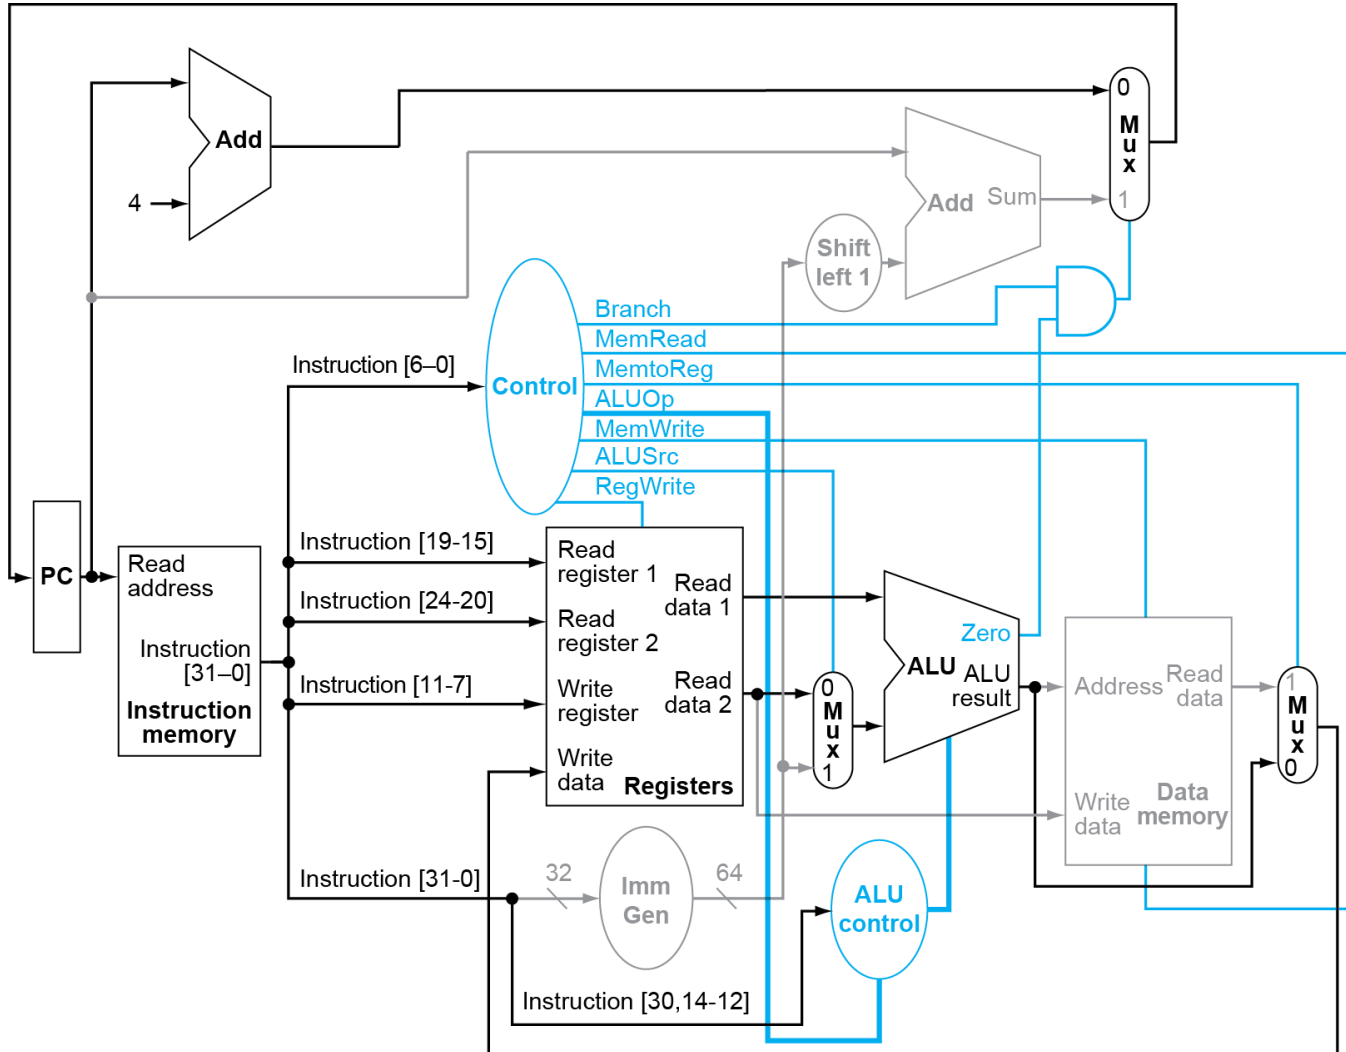 0
M
u
x
1
Add
4
Add Sum
Shift
left 1
Branch
MemRead
MemtoReg
ALUOp
MemWrite
ALUSrc
RegWrite
Control
Instruction [6–0]
PC
Read
address
Instruction
[31–0]
Instruction
memory
Instruction [19-15]
Instruction [24-20]
Instruction [11-7]
Instruction [31-0]
Read
register 1
Read
register 2
Write
register
Write
data
Read
data 1
Read
data 2
Registers
0
M
u
x
1
Zero
ALU
ALU
result
Address
Read
data
Write
data
Data
memory
1
M
u
x
0
32
Imm
Gen
64
ALU
control
Instruction [30,14-12]